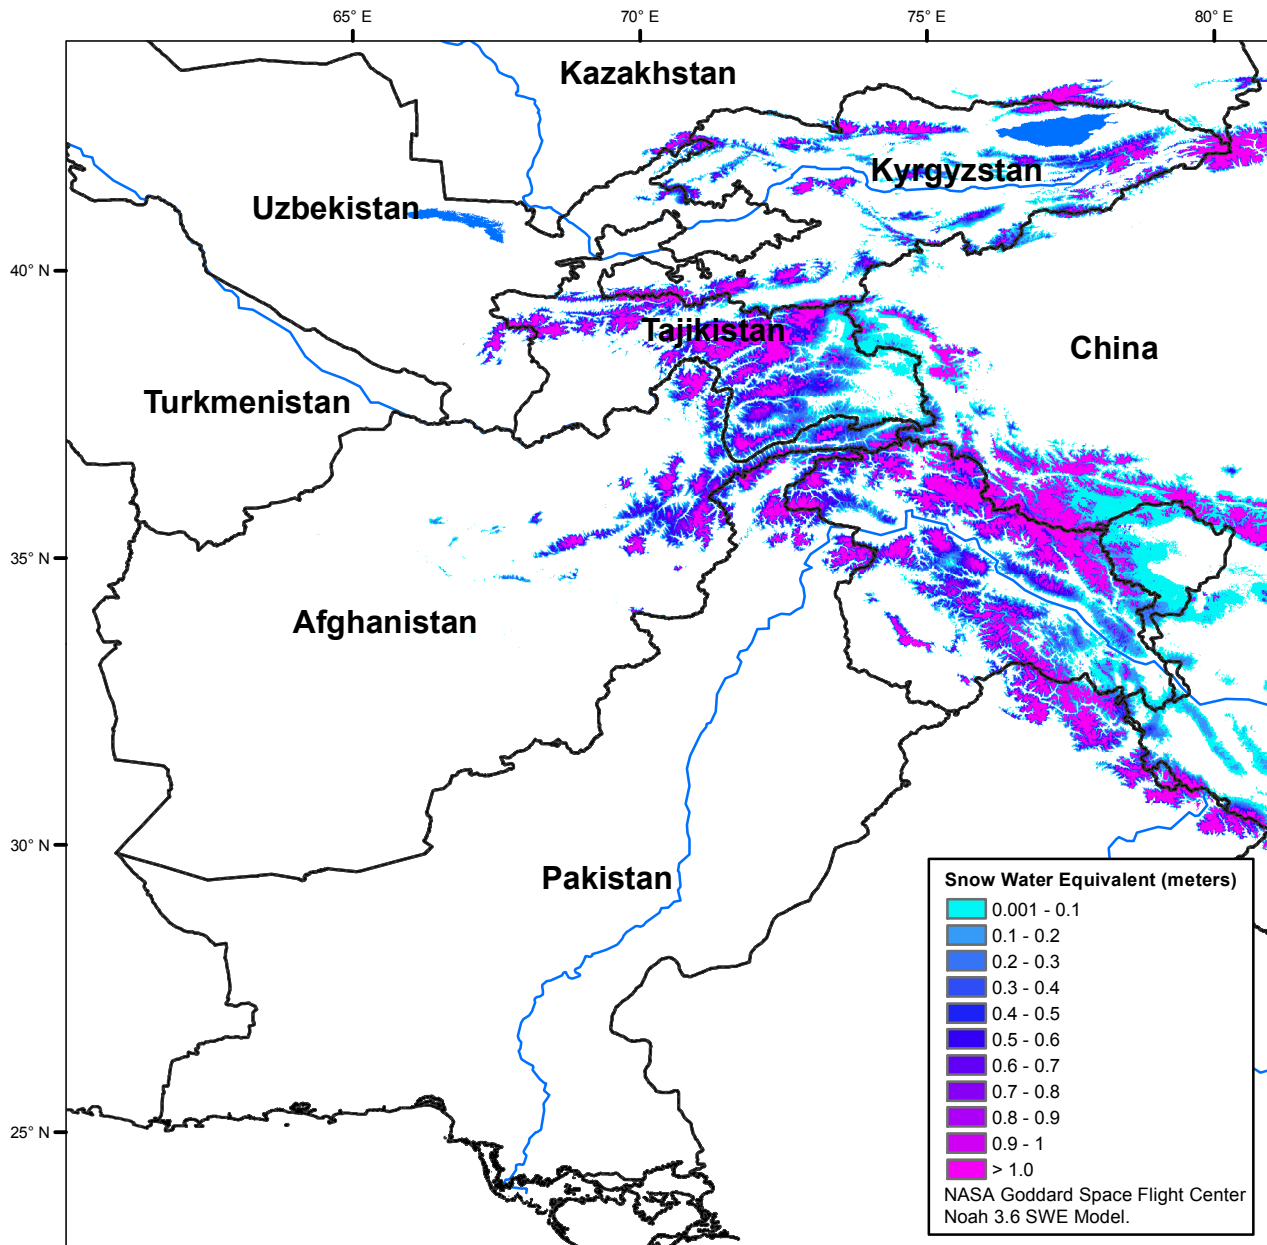 65° E
70° E
75° E
80° E
Kazakhstan
Kyrgyzstan
Uzbekistan
40° N
Tajikistan
China
Turkmenistan
35° N
Afghanistan
30° N
Pakistan
Snow Water Equivalent (meters)
0.001 - 0.1
0.1 - 0.2
0.2 - 0.3
0.3 - 0.4
0.4 - 0.5
0.5 - 0.6
0.6 - 0.7
0.7 - 0.8
0.8 - 0.9
0.9 - 1
> 1.0
NASA Goddard Space Flight Center
Noah 3.6 SWE Model.
25° N